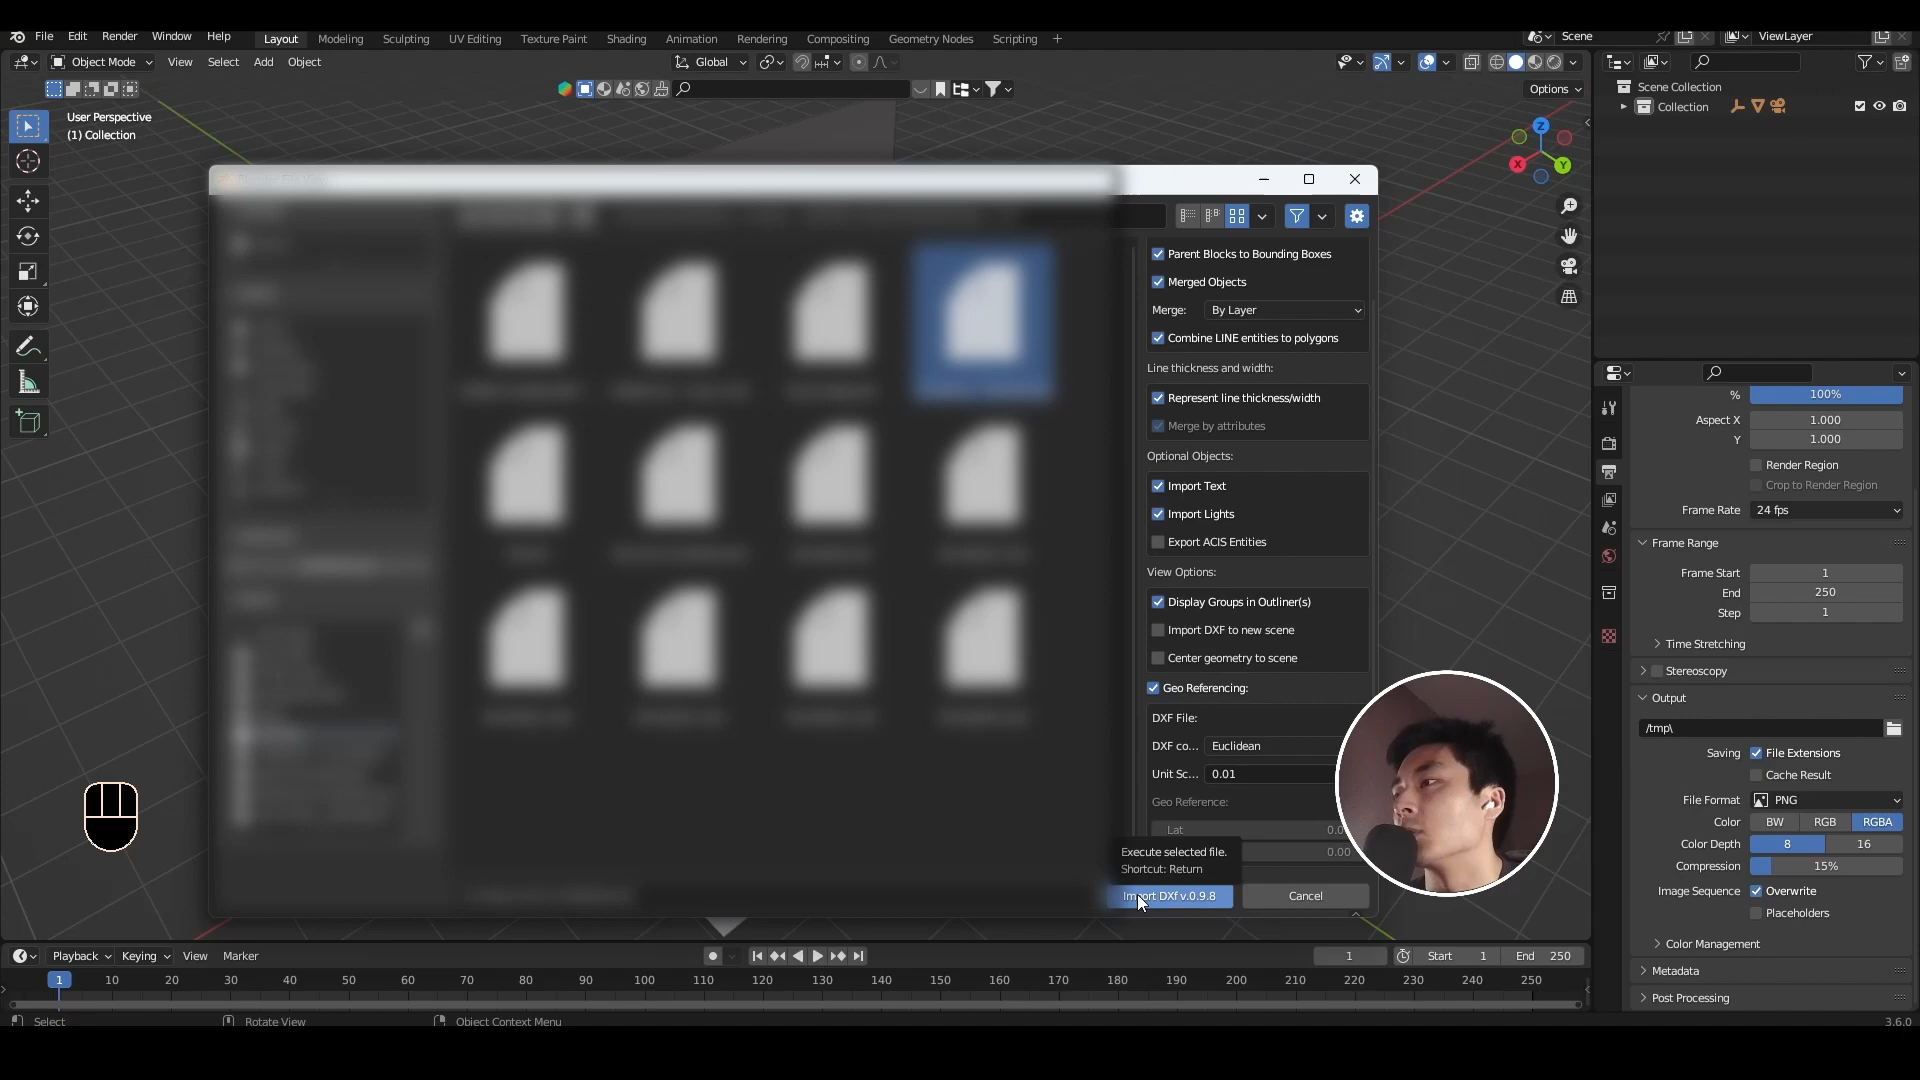 File Edit Render Window Help Layout Modeling Sculpting UV Editing Texture Paint Shading Animation Rendering Compositing Geometry Nodes Scripting + Scene ViewLayer
Object Mode View Select Add Object Global
Options
User Perspective
(1) Collection
Scene Collection
Collection
Z
X
Y
Parent Blocks to Bounding Boxes
Merged Objects
Merge: By Layer
Combine LINE entities to polygons
Line thickness and width:
Represent line thickness/width
Merge by attributes
Optional Objects:
Import Text
Import Lights
Export ACIS Entities
View Options:
Display Groups in Outliner(s)
Import DXF to new scene
Center geometry to scene
Geo Referencing:
DXF File:
DXF co... Euclidean
Unit Sc... 0.01
Geo Reference:
Lat 0.0
0.00
Execute selected file.
Shortcut: Return
Import DXf v.0.9.8 Cancel
% 100%
Aspect X 1.000
Y 1.000
Render Region
Crop to Render Region
Frame Rate 24 fps
Frame Range
Frame Start 1
End 250
Step 1
Time Stretching
Stereoscopy
Output
/tmp\
Saving File Extensions
Cache Result
File Format PNG
Color BW RGB RGBA
Color Depth 8 16
Compression 15%
Image Sequence Overwrite
Placeholders
Color Management
Metadata
Post Processing
Playback Keying View Marker 1 Start 1 End 250
1 10 20 30 40 50 60 70 80 90 100 110 120 130 140 150 160 170 180 190 200 210 220 230 240 250
Select Rotate View Object Context Menu 3.6.0